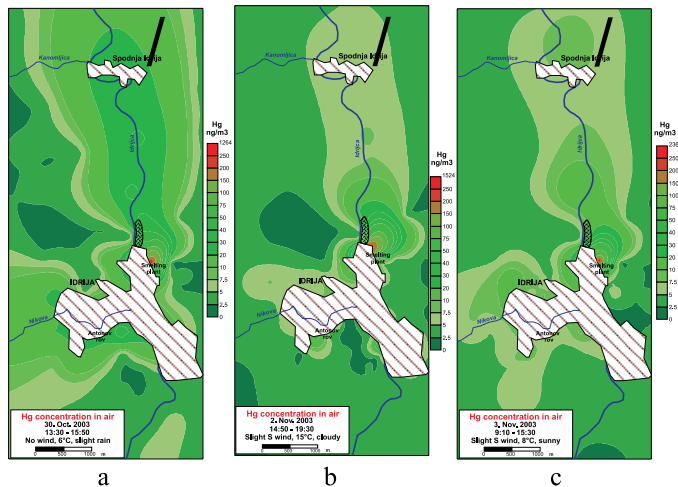 Spodnja Idrija
Kanomljica
Idrijca
Smelting
plant
IDRIJA
Nikova
Antonov
rov
Hg concentration in air
30. Oct. 2003
13:30 - 15:50
No wind, 6°C, slight rain
0 500 1000 m
Hg
ng/m3
1264
250
200
150
100
70
50
40
30
20
10
7,5
5
2,5
0
a
Spodnja Idrija
Kanomljica
Idrijca
Smelting
plant
IDRIJA
Nikova
Antonov
rov
Hg concentration in air
2. Nov. 2003
14:50 - 19:30
Slight S wind, 15°C, cloudy
0 500 1000 m
Hg
ng/m3
1524
250
200
150
100
70
50
40
30
20
10
7,5
5
2,5
0
b
Spodnja Idrija
Kanomljica
Idrijca
Smelting
plant
IDRIJA
Nikova
Antonov
rov
Hg concentration in air
3. Nov. 2003
9:10 - 15:30
Slight S wind, 8°C, sunny
0 500 1000 m
Hg
ng/m3
236
200
150
100
70
50
40
30
20
10
7,5
5
2,5
0
c